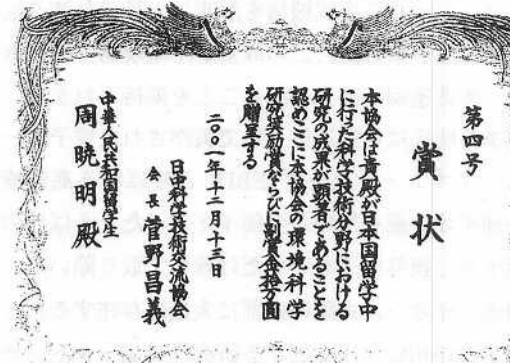 第四号
賞状
本協会は貴殿が日本国留学中
に行った科学技術分野における
研究の成果が顕著であることを
認めここに本協会の環境科学
研究奨励賞ならびに副賞金拾万圓
を贈呈する
二〇〇一年十二月十三日
日中科学技術交流協会
会長 菅野昌義
中華人民共和国留学生
周暁明殿